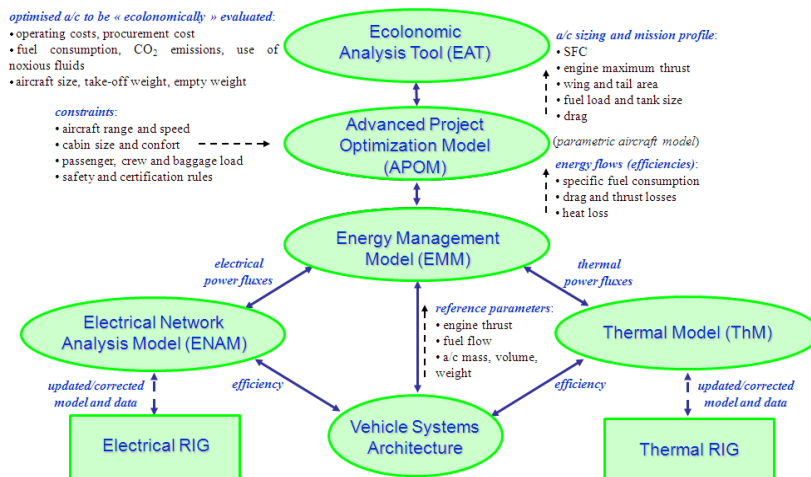 optimised a/c to be « ecolonomically » evaluated:
• operating costs, procurement cost
• fuel consumption, CO₂ emissions, use of
noxious fluids
• aircraft size, take-off weight, empty weight
Ecolonomic
Analysis Tool (EAT)
a/c sizing and mission profile:
• SFC
• engine maximum thrust
• wing and tail area
• fuel load and tank size
• drag
constraints:
• aircraft range and speed
• cabin size and confort
• passenger, crew and baggage load
• safety and certification rules
Advanced Project
Optimization Model
(APOM)
(parametric aircraft model)
energy flows (efficiencies):
• specific fuel consumption
• drag and thrust losses
• heat loss
Energy Management
Model (EMM)
electrical
power fluxes
thermal
power fluxes
reference parameters:
• engine thrust
• fuel flow
• a/c mass, volume,
weight
Electrical Network
Analysis Model (ENAM)
Thermal Model (ThM)
updated/corrected
model and data
efficiency
efficiency
updated/corrected
model and data
Electrical RIG
Vehicle Systems
Architecture
Thermal RIG